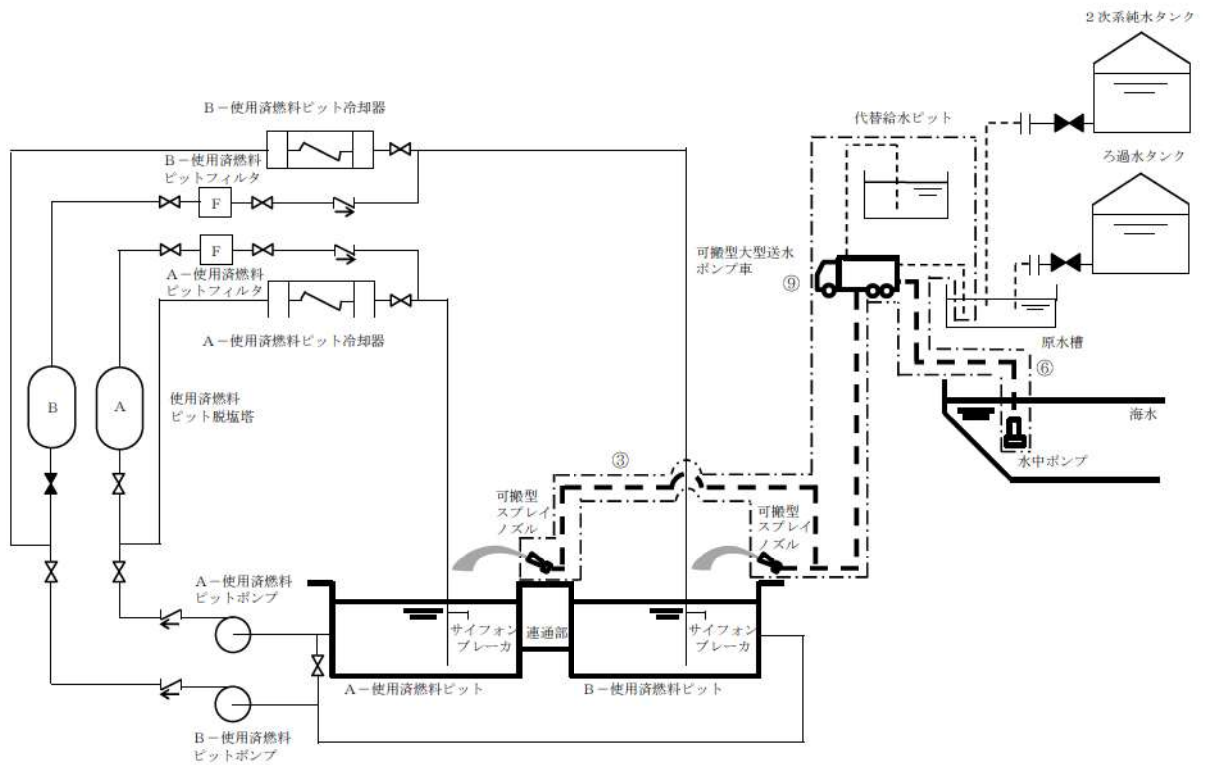 2次系純水タンク
B－使用済燃料ピット冷却器
代替給水ピット
B－使用済燃料
ピットフィルタ
F
ろ過水タンク
F
A－使用済燃料
ピットフィルタ
可搬型大型送水
ポンプ車
⑨
A－使用済燃料ピット冷却器
原水槽
⑥
B
A
使用済燃料
ピット脱塩塔
海水
水中ポンプ
③
可搬型
スプレイ
ノズル
可搬型
スプレイ
ノズル
A－使用済燃料
ピットポンプ
サイフォン
ブレーカ
連通部
サイフォン
ブレーカ
A－使用済燃料ピット
B－使用済燃料ピット
B－使用済燃料
ピットポンプ